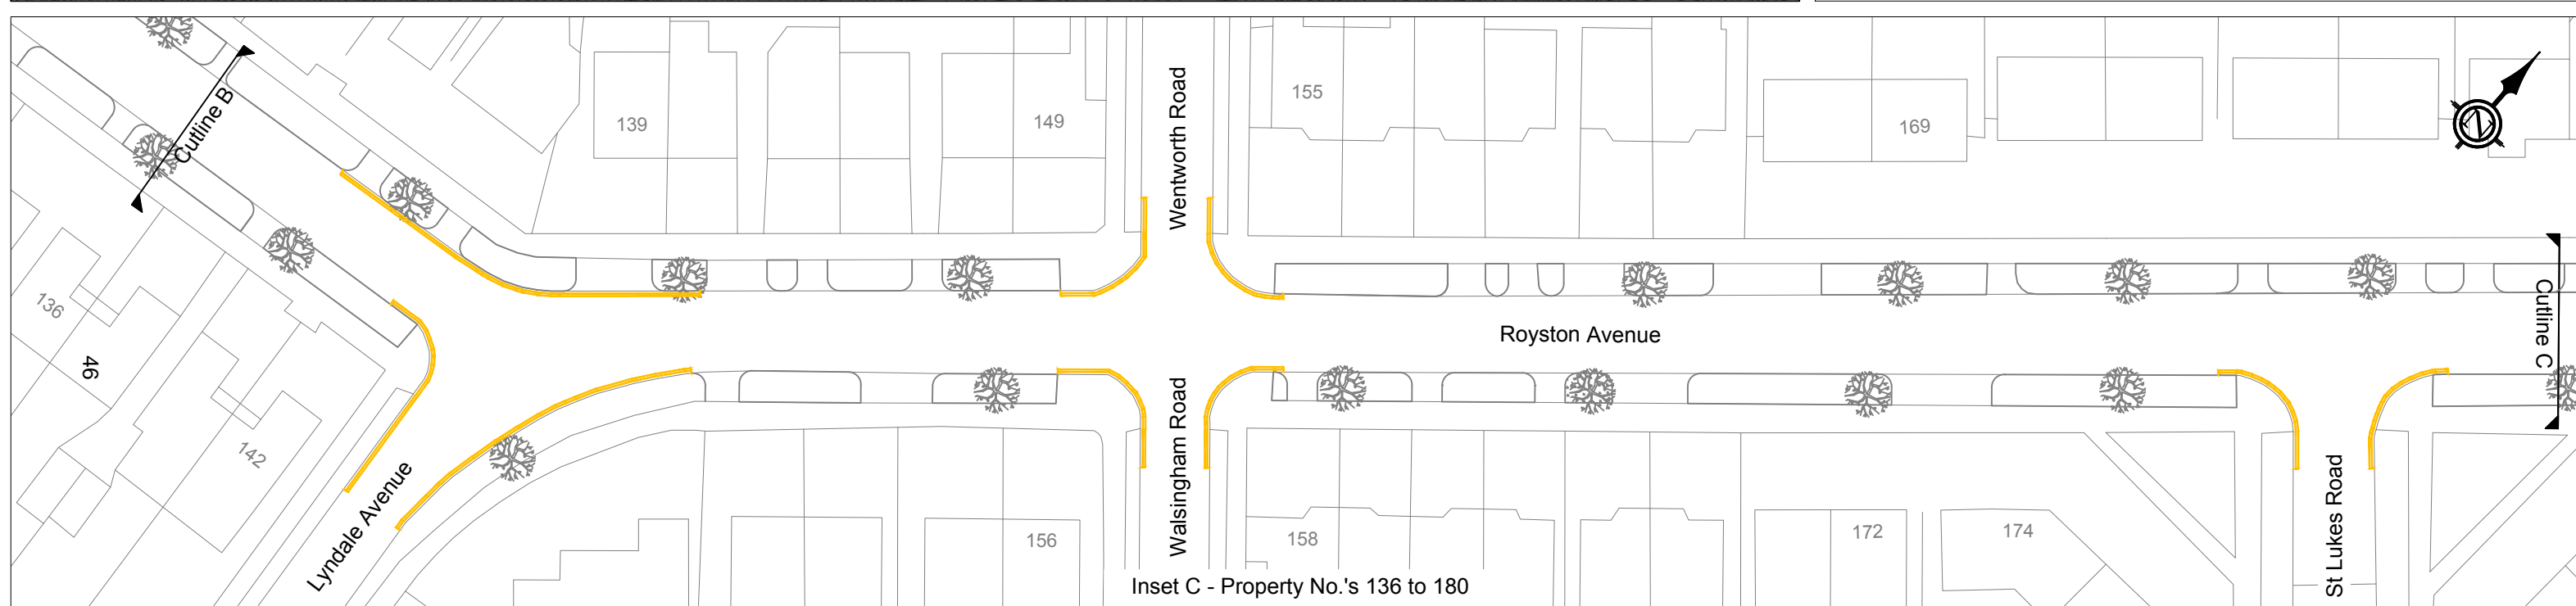 Cutline B
139
149
Wentworth Road
155
169
136
46
142
Lyndale Avenue
Royston Avenue
Cutline C
Walsingham Road
156
158
172
174
St Lukes Road
Inset C - Property No.'s 136 to 180